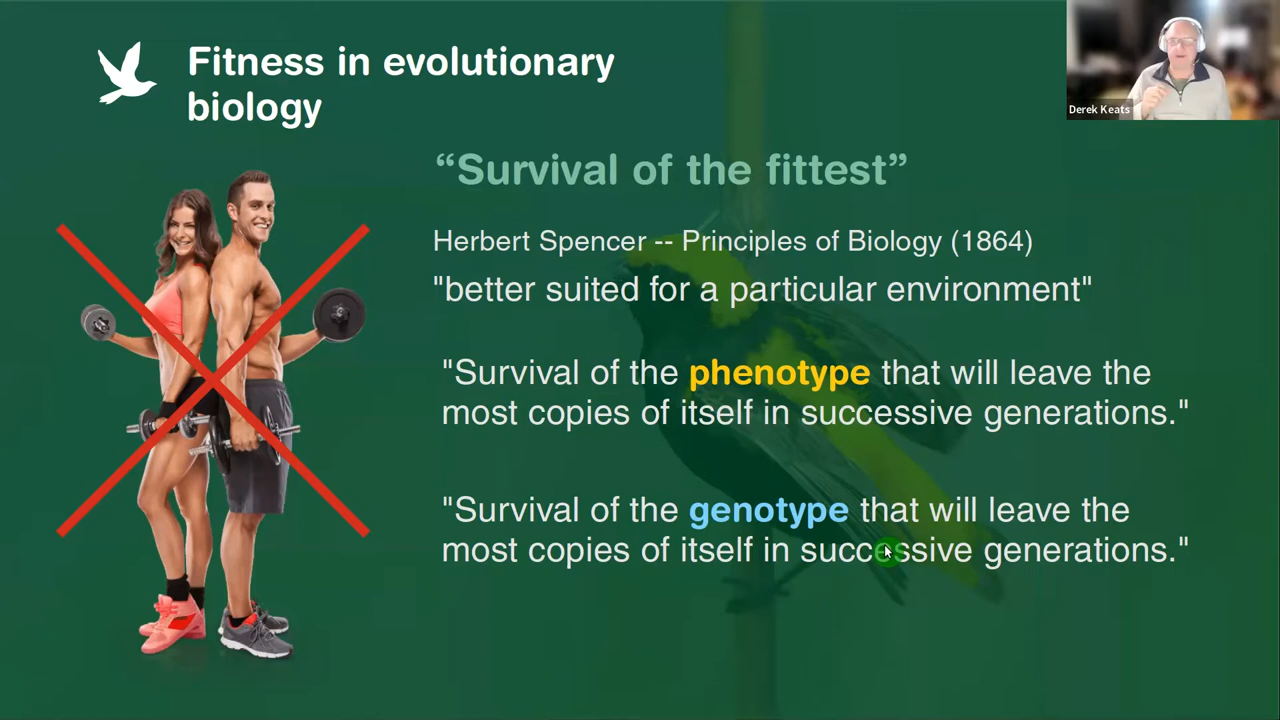 Fitness in evolutionary
biology
Derek Keats
“Survival of the fittest”
Herbert Spencer -- Principles of Biology (1864)
"better suited for a particular environment"
"Survival of the phenotype that will leave the
most copies of itself in successive generations."
"Survival of the genotype that will leave the
most copies of itself in successive generations."